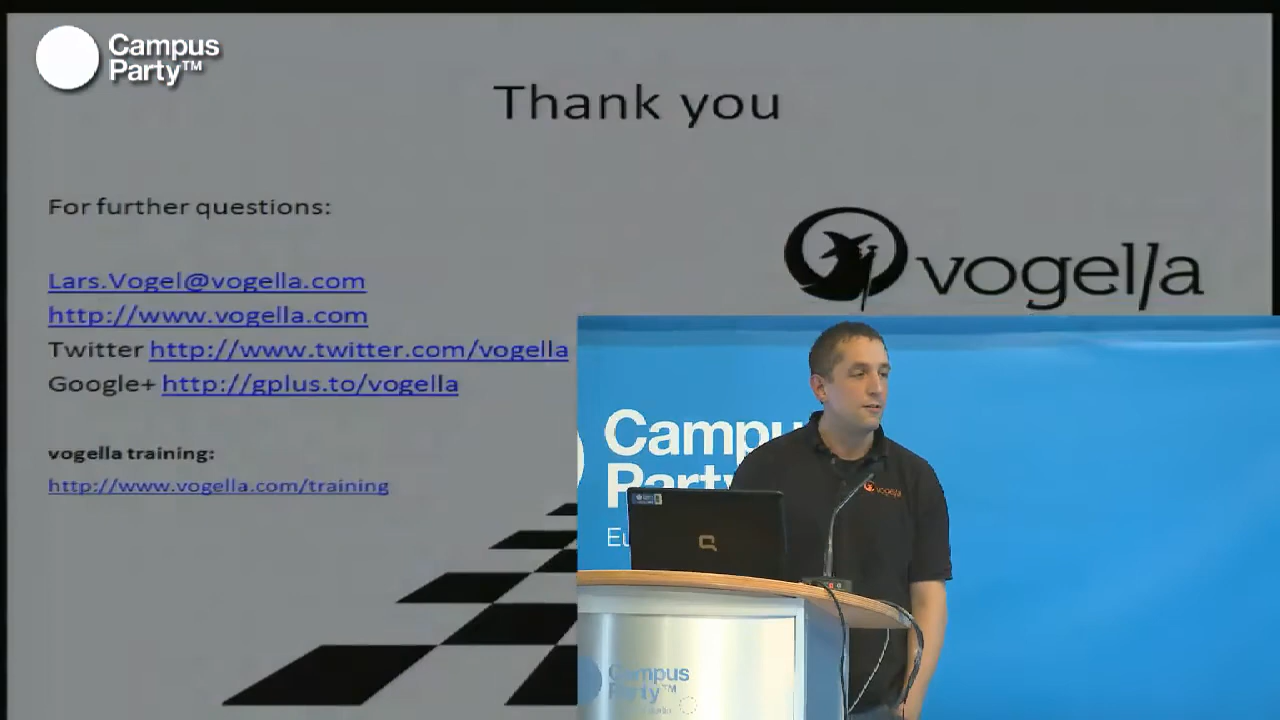 Campus
Party™
Thank you
For further questions:
vogella
Lars.Vogel@vogella.com
http://www.vogella.com
Twitter http://www.twitter.com/vogella
Google+ http://gplus.to/vogella
vogella training:
http://www.vogella.com/training
Campus
Party
Eu
vogella
Campus
Party™